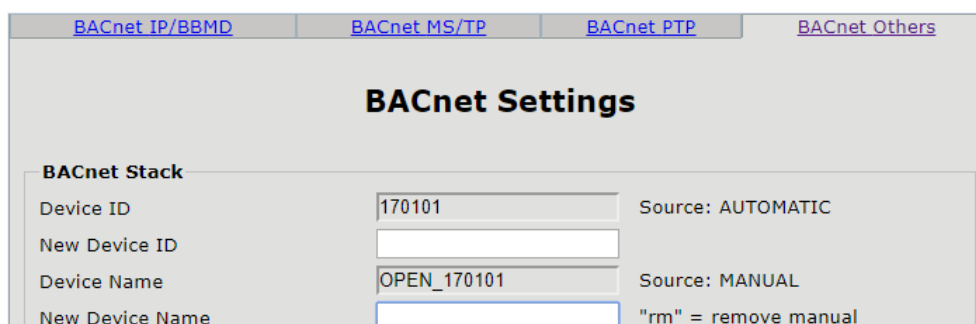 BACnet IP/BBMD BACnet MS/TP BACnet PTP BACnet Others
BACnet Settings
BACnet Stack
Device ID 170101 Source: AUTOMATIC
New Device ID
Device Name OPEN_170101 Source: MANUAL
New Device Name "rm" = remove manual